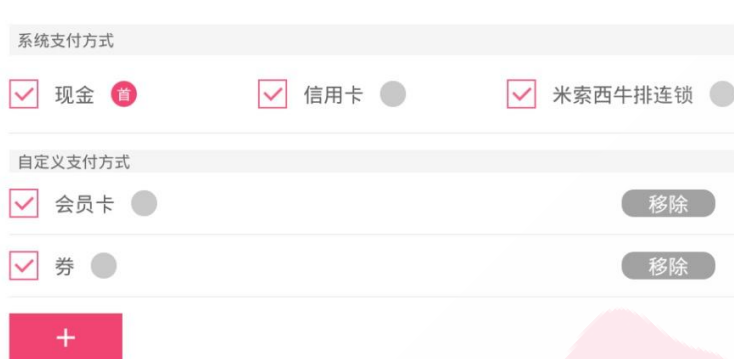 系统支付方式
现金 首 信用卡 米索西牛排连锁
自定义支付方式
会员卡 移除
券 移除
+